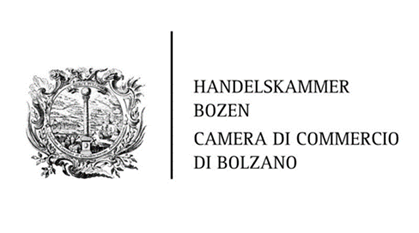 HANDELSKAMMER
BOZEN
CAMERA DI COMMERCIO
DI BOLZANO